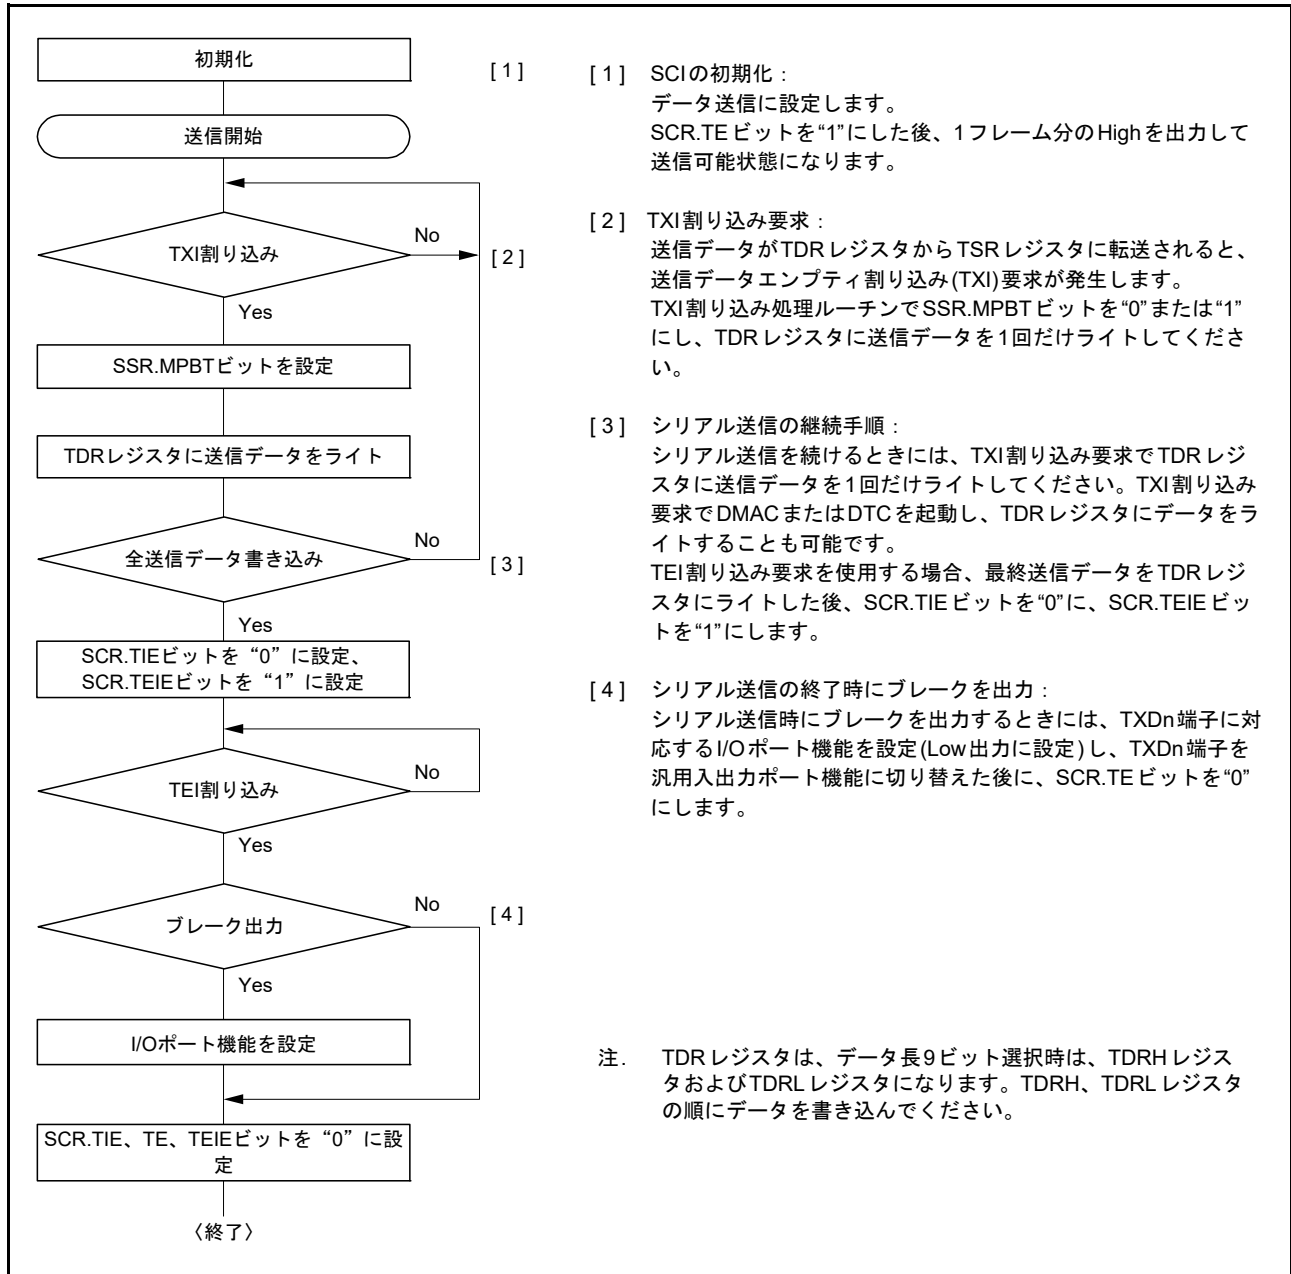 初期化
[ 1 ]
送信開始
TXI割り込み
No
[ 2 ]
Yes
SSR.MPBTビットを設定
TDRレジスタに送信データをライト
全送信データ書き込み
No
[ 3 ]
Yes
SCR.TIEビットを“0”に設定、
SCR.TEIEビットを“1”に設定
TEI割り込み
No
Yes
ブレーク出力
No
[ 4 ]
Yes
I/Oポート機能を設定
SCR.TIE、TE、TEIEビットを“0”に設
定
〈終了〉
[ 1 ] SCIの初期化：
データ送信に設定します。
SCR.TEビットを“1”にした後、1フレーム分のHighを出力して
送信可能状態になります。
[ 2 ] TXI割り込み要求：
送信データがTDRレジスタからTSRレジスタに転送されると、
送信データエンプティ割り込み(TXI)要求が発生します。
TXI割り込み処理ルーチンでSSR.MPBTビットを“0”または“1”
にし、TDRレジスタに送信データを1回だけライトしてくださ
い。
[ 3 ] シリアル送信の継続手順：
シリアル送信を続けるときには、TXI割り込み要求でTDRレジ
スタに送信データを1回だけライトしてください。TXI割り込み
要求でDMACまたはDTCを起動し、TDRレジスタにデータをラ
イトすることも可能です。
TEI割り込み要求を使用する場合、最終送信データをTDRレジ
スタにライトした後、SCR.TIEビットを“0”に、SCR.TEIEビッ
トを“1”にします。
[ 4 ] シリアル送信の終了時にブレークを出力：
シリアル送信時にブレークを出力するときには、TXDn端子に対
応するI/Oポート機能を設定(Low出力に設定)し、TXDn端子を
汎用入出力ポート機能に切り替えた後に、SCR.TEビットを“0”
にします。
注. TDRレジスタは、データ長9ビット選択時は、TDRHレジス
タおよびTDRLレジスタになります。TDRH、TDRLレジスタ
の順にデータを書き込んでください。